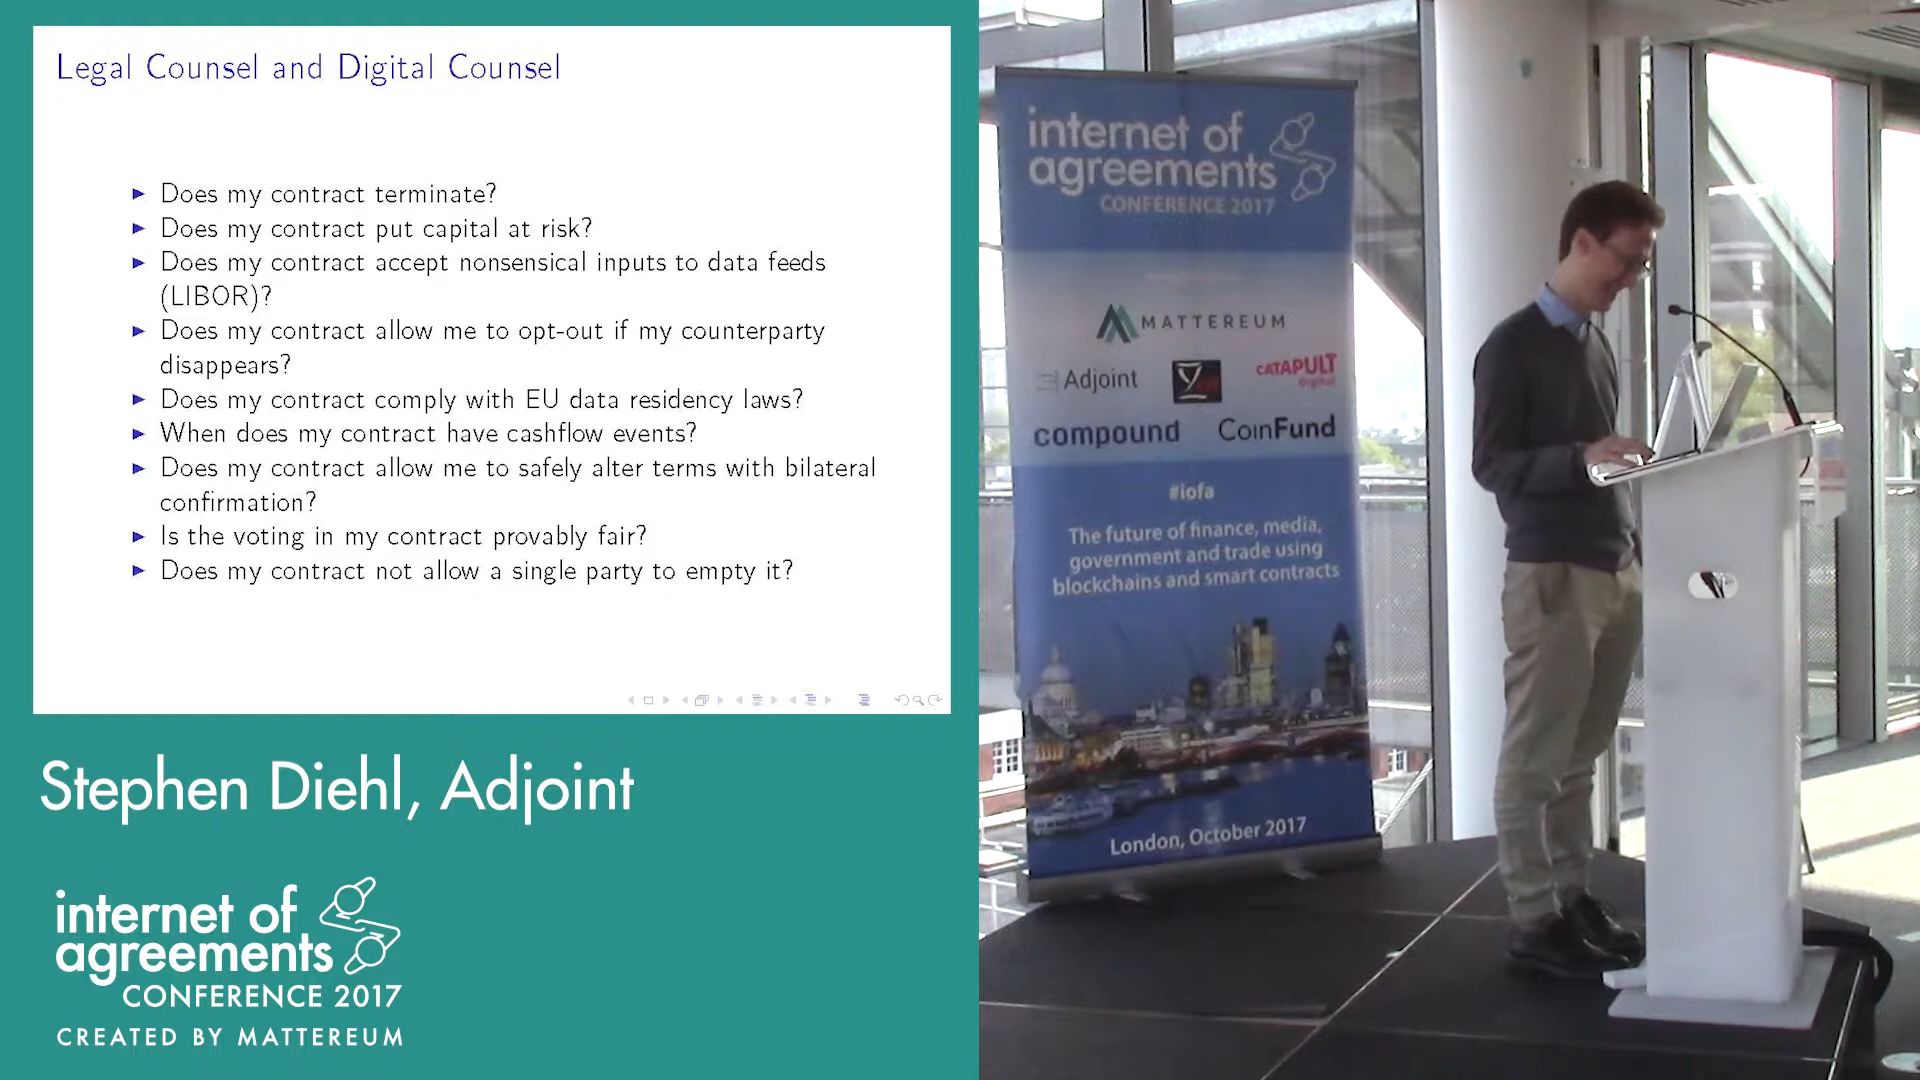 Legal Counsel and Digital Counsel
Does my contract terminate?
Does my contract put capital at risk?
Does my contract accept nonsensical inputs to data feeds
(LIBOR)?
Does my contract allow me to opt-out if my counterparty
disappears?
Does my contract comply with EU data residency laws?
When does my contract have cashflow events?
Does my contract allow me to safely alter terms with bilateral
confirmation?
Is the voting in my contract provably fair?
Does my contract not allow a single party to empty it?
Stephen Diehl, Adjoint
internet of
agreements
CONFERENCE 2017
CREATED BY MATTEREUM
internet of
agreements
CONFERENCE 2017
MATTEREUM
Adjoint
CATAPULT
Digital
compound
CoinFund
#iofa
The future of finance, media,
government and trade using
blockchains and smart contracts
London, October 2017